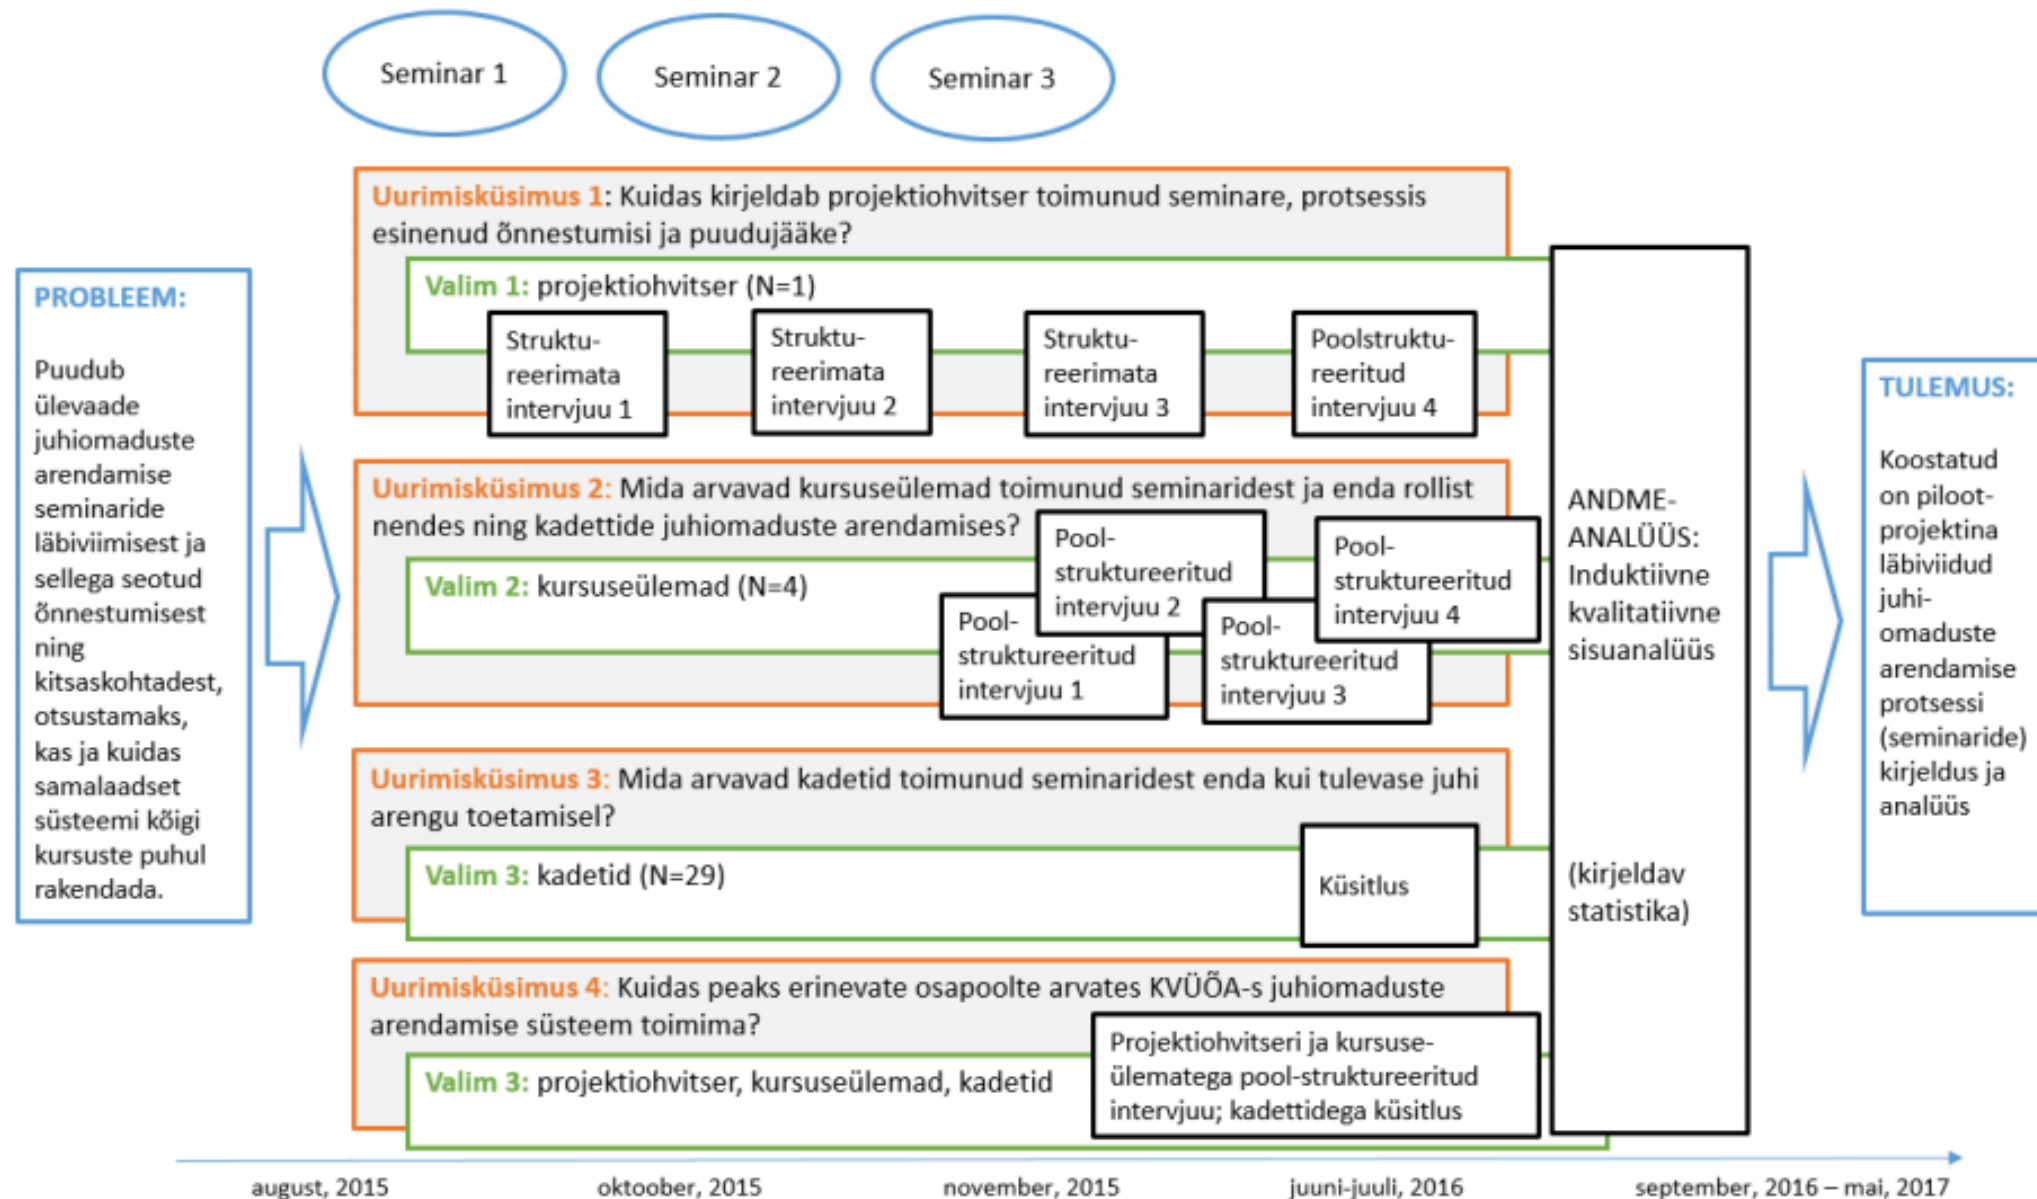 Seminar 1
Seminar 2
Seminar 3
PROBLEEM:
Puudub
ülevaade
juhiomaduste
arendamise
seminaride
läbiviimisest ja
sellega seotud
õnnestumisest
ning
kitsaskohtadest,
otsustamaks,
kas ja kuidas
samalaadset
süsteemi kõigi
kursuste puhul
rakendada.
Uurimisküsimus 1: Kuidas kirjeldab projektiohvitser toimunud seminare, protsessis
esinenud õnnestumisi ja puudujääke?
Valim 1: projektiohvitser (N=1)
Struktu-
reerimata
intervjuu 1
Struktu-
reerimata
intervjuu 2
Struktu-
reerimata
intervjuu 3
Poolstruktu-
reeritud
intervjuu 4
Uurimisküsimus 2: Mida arvavad kursuseülemad toimunud seminaridest ja enda rollist
nendes ning kadettide juhiomaduste arendamises?
Valim 2: kursuseülemad (N=4)
Pool-
struktureeritud
intervjuu 1
Pool-
struktureeritud
intervjuu 2
Pool-
struktureeritud
intervjuu 3
Pool-
struktureeritud
intervjuu 4
Uurimisküsimus 3: Mida arvavad kadetid toimunud seminaridest enda kui tulevase juhi
arengu toetamisel?
Valim 3: kadetid (N=29)
Küsitlus
Uurimisküsimus 4: Kuidas peaks erinevate osapoolte arvates KVÜÕA-s juhiomaduste
arendamise süsteem toimima?
Valim 3: projektiohvitser, kursuseülemad, kadetid
Projektiohvitseri ja kursuse-
ülematega pool-struktureeritud
intervjuu; kadettidega küsitlus
ANDME-
ANALÜÜS:
Induktiivne
kvalitatiivne
sisuanalüüs
(kirjeldav
statistika)
TULEMUS:
Koostatud
on piloot-
projektina
läbiviidud
juhi-
omaduste
arendamise
protsessi
(seminaride)
kirjeldus ja
analüüs
august, 2015
oktoober, 2015
november, 2015
juuni-juuli, 2016
september, 2016 – mai, 2017